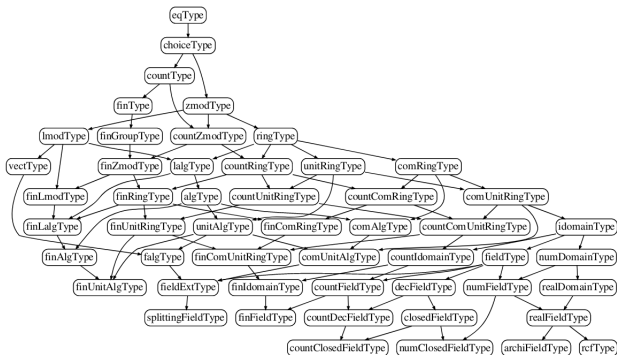 eqType
choiceType
countType
finType zmodType
lmodType finGroupType countZmodType ringType
vectType finZmodType lalgType countRingType unitRingType comRingType
finLmodType finRingType algType countUnitRingType countComRingType comUnitRingType
finLalgType finUnitRingType unitAlgType finComRingType comAlgType countComUnitRingType idomainType
finAlgType falgType finComUnitRingType comUnitAlgType countIdomainType fieldType numDomainType
finUnitAlgType fieldExtType finIdomainType countFieldType decFieldType numFieldType realDomainType
splittingFieldType finFieldType countDecFieldType closedFieldType realFieldType
countClosedFieldType numClosedFieldType archiFieldType rcfType